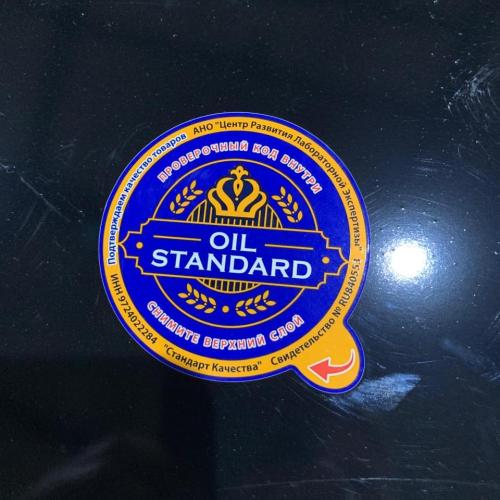 Подтверждаем качество товаров
АНО "Центр Развития Лабораторной Экспертизы"
ПРОВЕРОЧНЫЙ КОД ВНУТРИ
OIL
STANDARD
СНИМИТЕ ВЕРХНИЙ СЛОЙ
ИНН 9724022284
"Стандарт Качества"
Свидетельство № RU840554